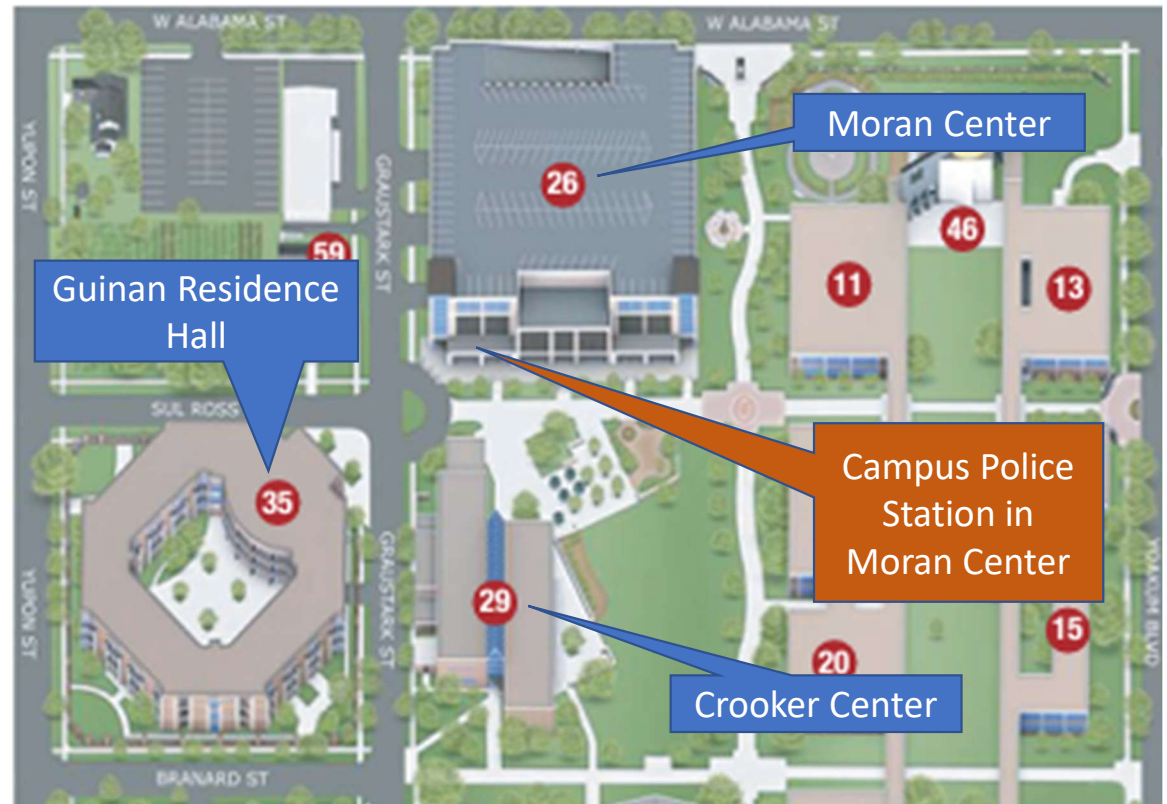 W ALABAMA ST
W ALABAMA ST
Moran Center
YUPON ST
GRAUSTARK ST
26
46
59
Guinan Residence
Hall
11
13
SUL ROSS
Campus Police
Station in
Moran Center
35
GRAUSTARK ST
YUPON ST
29
YOAKUM BLVD
15
20
Crooker Center
BRANARD ST